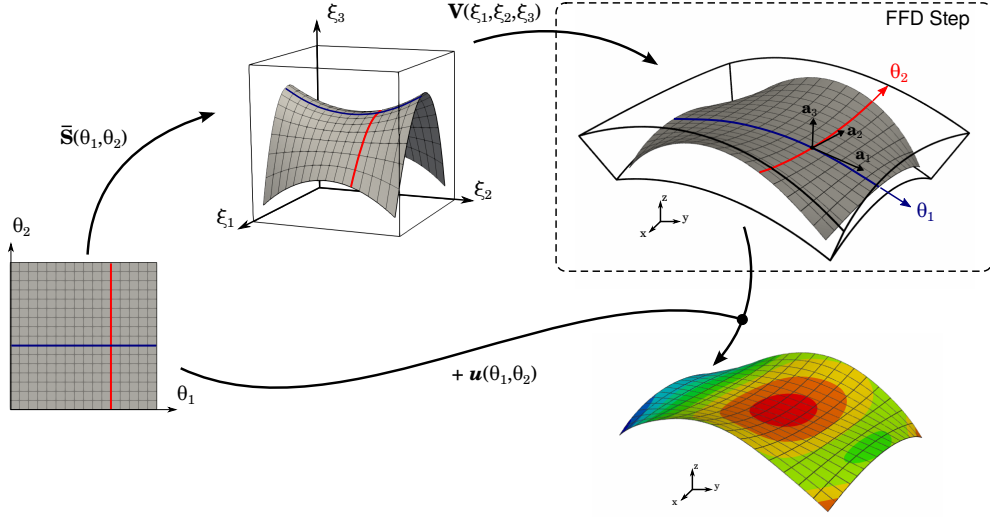 V(ξ1,ξ2,ξ3)
FFD Step
ξ3
S̄(θ1,θ2)
ξ1
ξ2
θ2
a3
a2
a1
θ1
z
y
x
θ2
θ1
+ u(θ1,θ2)
z
y
x